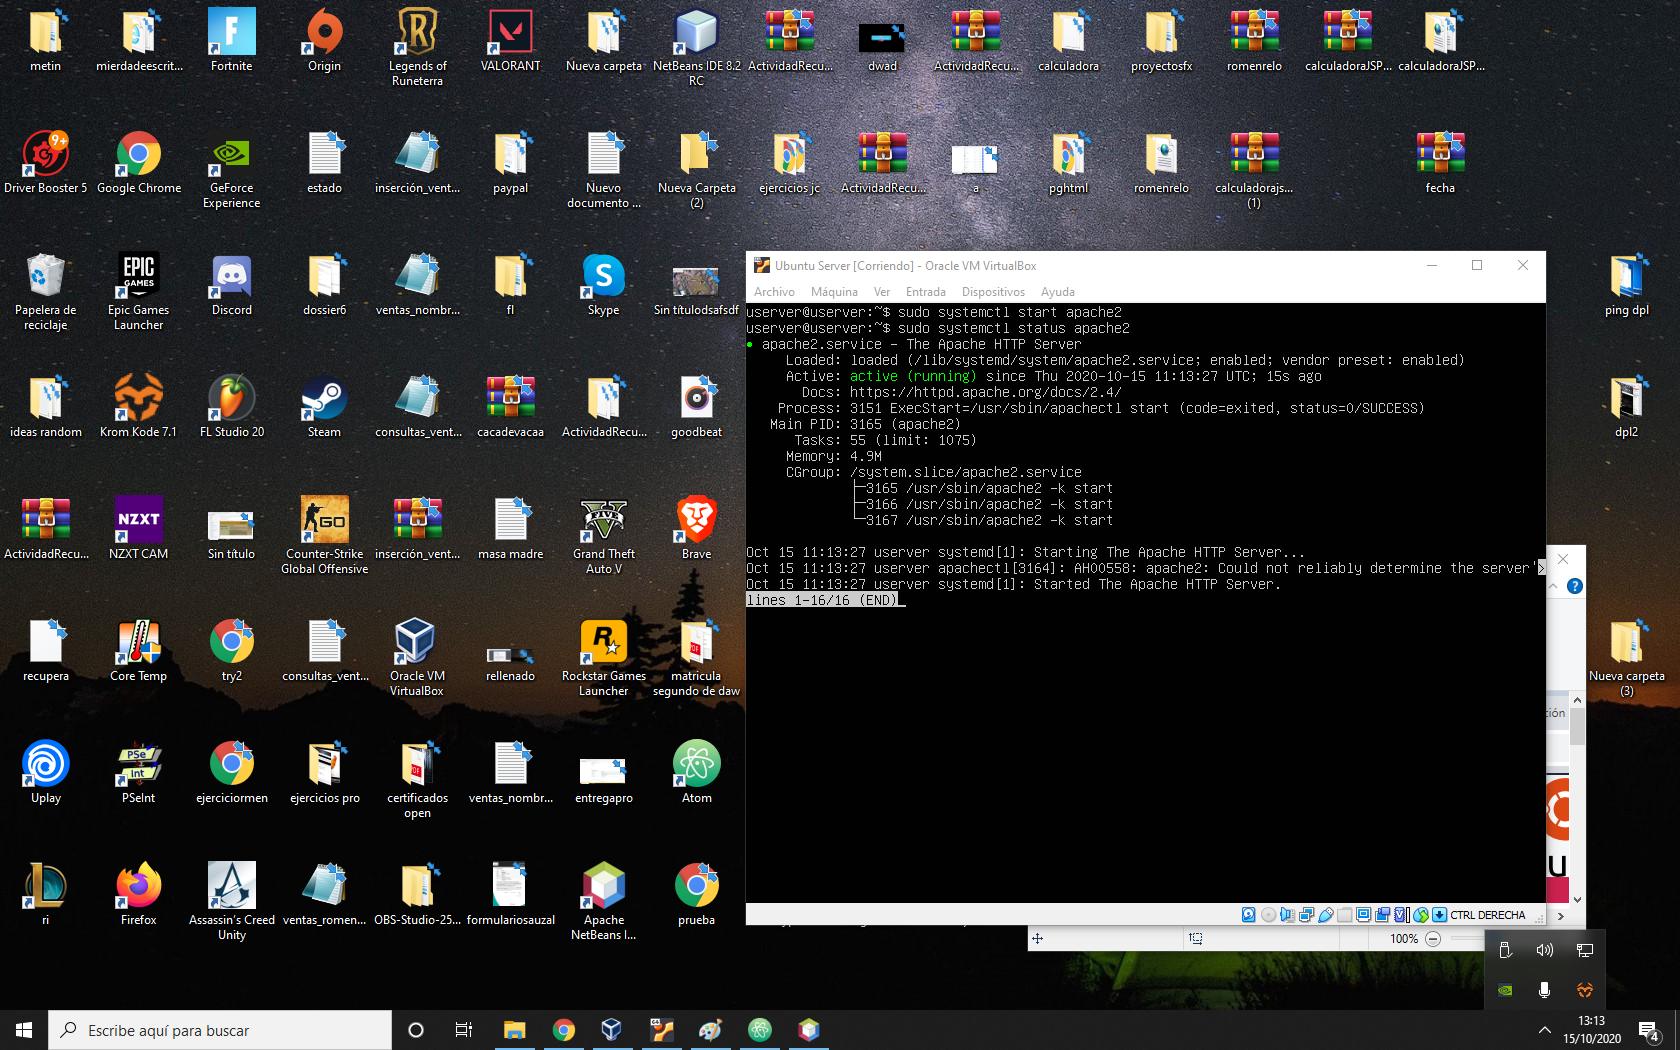 metin
mierdadeescrit...
Fortnite
Origin
Legends of
Runeterra
VALORANT
Nueva carpeta
NetBeans IDE 8.2
RC
ActividadRecu...
dwad
ActividadRecu...
calculadora
proyectosfx
romenrelo
calculadoraJSP...
calculadoraJSP...
9+
Driver Booster 5
Google Chrome
GeForce
Experience
estado
inserción_vent...
paypal
Nuevo
documento ...
Nueva Carpeta
(2)
ejercicios jc
ActividadRecu...
a
pghtml
romenrelo
calculadorajs...
(1)
fecha
EPIC
GAMES
Papelera de
reciclaje
Epic Games
Launcher
Discord
dossier6
ventas_nombr...
fl
Skype
Sin títulodsafsdf
ping dpl
ideas random
Krom Kode 7.1
FL Studio 20
Steam
consultas_vent...
cacadevacaa
ActividadRecu...
goodbeat
dpl2
NZXT
GO
FIVE
ActividadRecu...
NZXT CAM
Sin título
Counter-Strike
Global Offensive
inserción_vent...
masa madre
Grand Theft
Auto V
Brave
recupera
Core Temp
try2
consultas_vent...
Oracle VM
VirtualBox
rellenado
Rockstar Games
Launcher
matricula
segundo de daw
Nueva carpeta
(3)
PSe
Int
Uplay
PSeInt
ejerciciormen
ejercicios pro
certificados
open
ventas_nombr...
entregapro
Atom
ri
Firefox
Assassin's Creed
Unity
ventas_romen...
OBS-Studio-25...
formulariosauzal
Apache
NetBeans I...
prueba
Ubuntu Server [Corriendo] - Oracle VM VirtualBox
Archivo Máquina Ver Entrada Dispositivos Ayuda
userver@userver:~$ sudo systemctl start apache2
userver@userver:~$ sudo systemctl status apache2
● apache2.service - The Apache HTTP Server
Loaded: loaded (/lib/systemd/system/apache2.service; enabled; vendor preset: enabled)
Active: active (running) since Thu 2020-10-15 11:13:27 UTC; 15s ago
Docs: https://httpd.apache.org/docs/2.4/
Process: 3151 ExecStart=/usr/sbin/apachectl start (code=exited, status=0/SUCCESS)
Main PID: 3165 (apache2)
Tasks: 55 (limit: 1075)
Memory: 4.9M
CGroup: /system.slice/apache2.service
├─3165 /usr/sbin/apache2 -k start
├─3166 /usr/sbin/apache2 -k start
└─3167 /usr/sbin/apache2 -k start
Oct 15 11:13:27 userver systemd[1]: Starting The Apache HTTP Server...
Oct 15 11:13:27 userver apachectl[3164]: AH00558: apache2: Could not reliably determine the server'>
Oct 15 11:13:27 userver systemd[1]: Started The Apache HTTP Server.
lines 1-16/16 (END)
CTRL DERECHA
ción
u
100%
Escribe aquí para buscar
13:13
15/10/2020
4